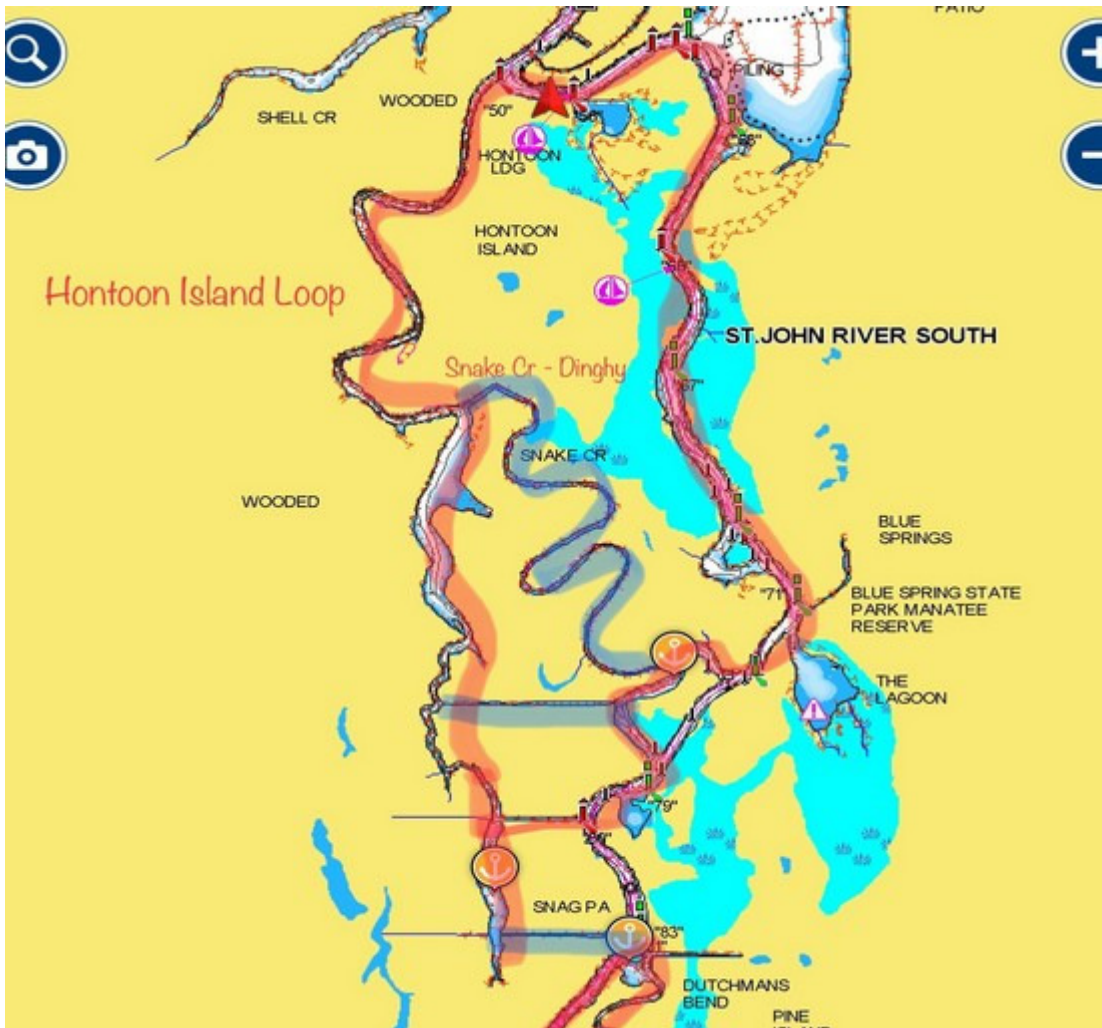 PATIO
PILING
WOODED
SHELL CR
"50"
HONTOON
LDG
HONTOON
ISLAND
Hontoon Island Loop
ST.JOHN RIVER SOUTH
Snake Cr - Dinghy
SNAKE CR
WOODED
BLUE
SPRINGS
"71"
BLUE SPRING STATE
PARK MANATEE
RESERVE
THE
LAGOON
"79"
SNAG PA
"83"
DUTCHMANS
BEND
PINE